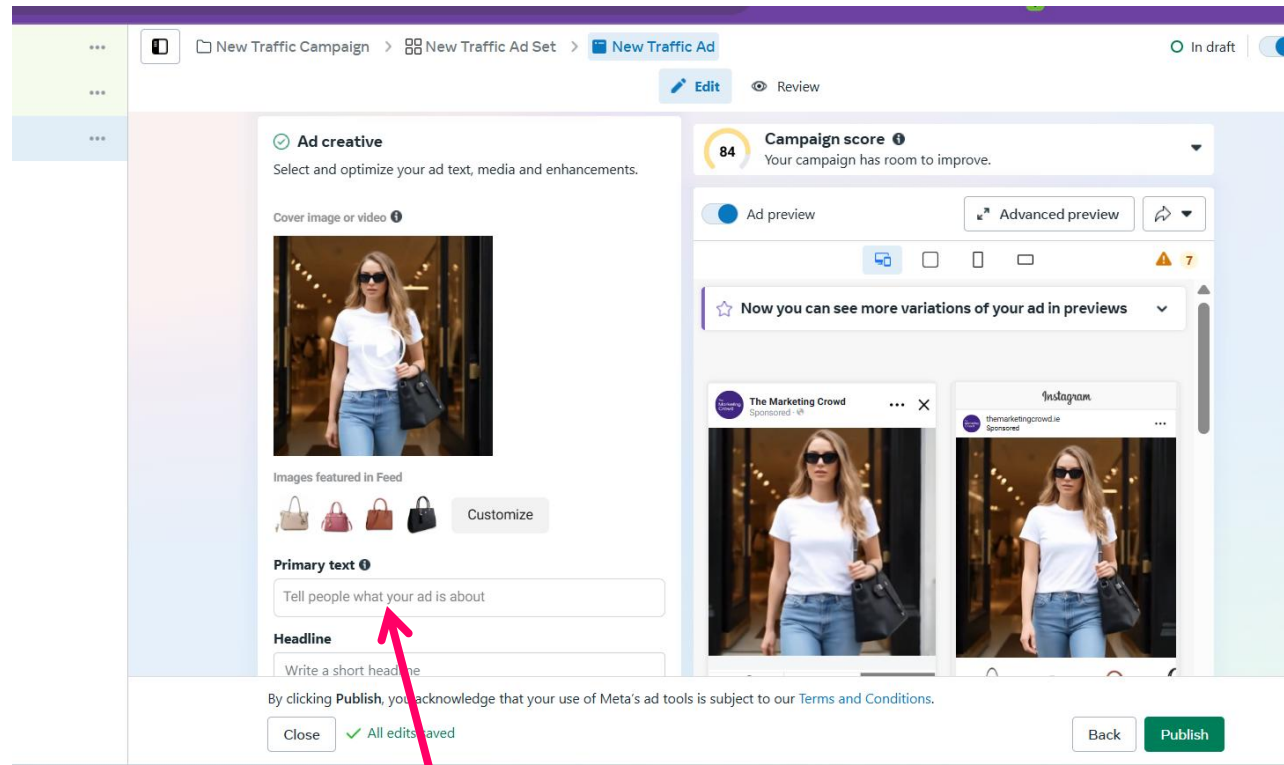 New Traffic Campaign > New Traffic Ad Set > New Traffic Ad
In draft
Edit
Review
Ad creative
Select and optimize your ad text, media and enhancements.
Cover image or video
Images featured in Feed
Customize
Primary text
Tell people what your ad is about
Headline
Write a short headline
84
Campaign score
Your campaign has room to improve.
Ad preview
Advanced preview
7
Now you can see more variations of your ad in previews
The Marketing Crowd
Sponsored ·
Instagram
themarketingcrowd.ie
Sponsored
By clicking Publish, you acknowledge that your use of Meta's ad tools is subject to our Terms and Conditions.
Close
All edits saved
Back
Publish